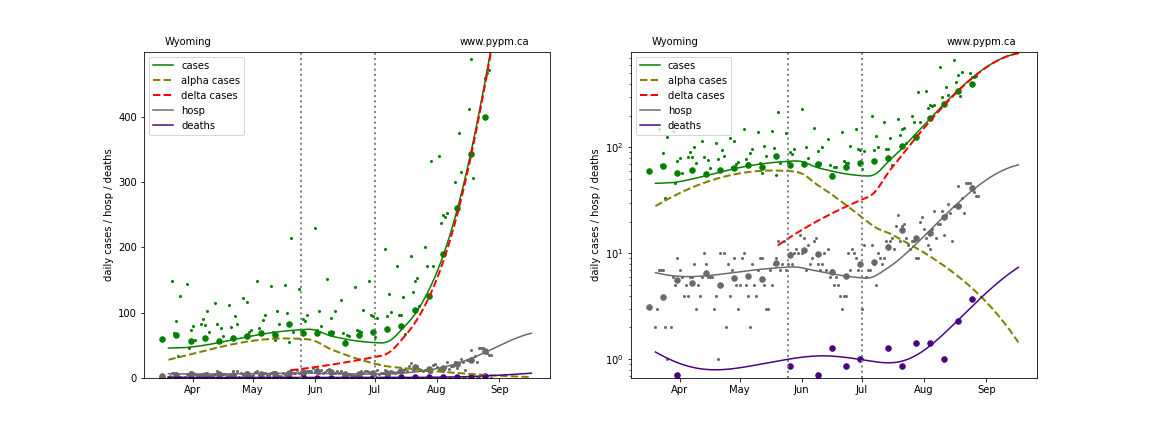 Wyoming
www.pypm.ca
cases
alpha cases
delta cases
hosp
deaths
daily cases / hosp / deaths
400
300
200
100
0
Apr
May
Jun
Jul
Aug
Sep
Wyoming
www.pypm.ca
cases
alpha cases
delta cases
hosp
deaths
daily cases / hosp / deaths
10²
10¹
10⁰
Apr
May
Jun
Jul
Aug
Sep